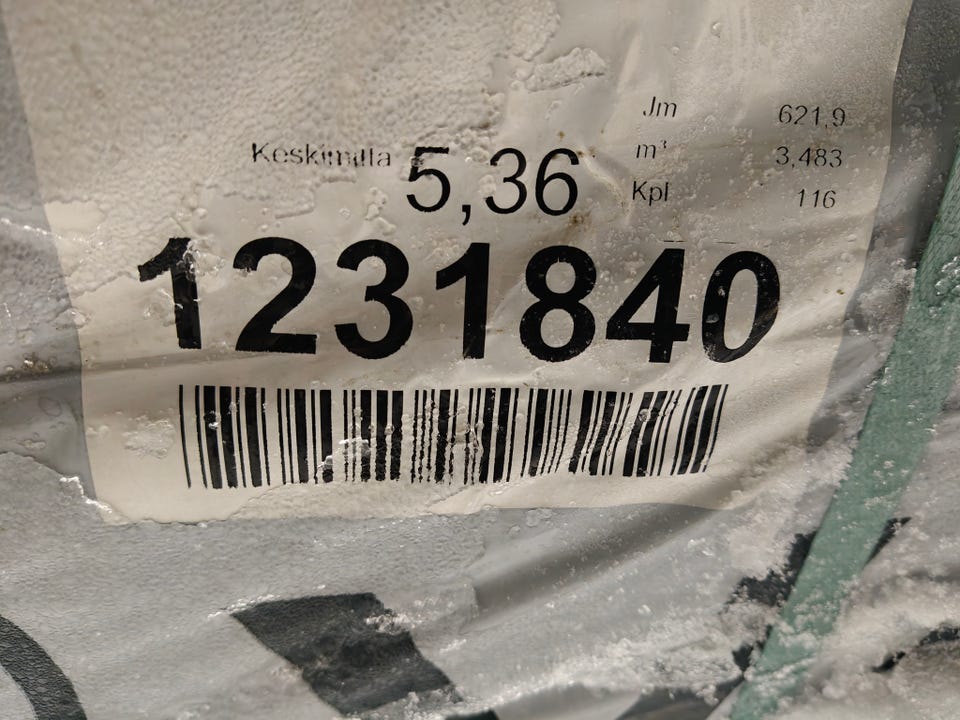 Jm 621,9
Keskimitta 5,36 m³ 3,483
Kpl 116
1231840